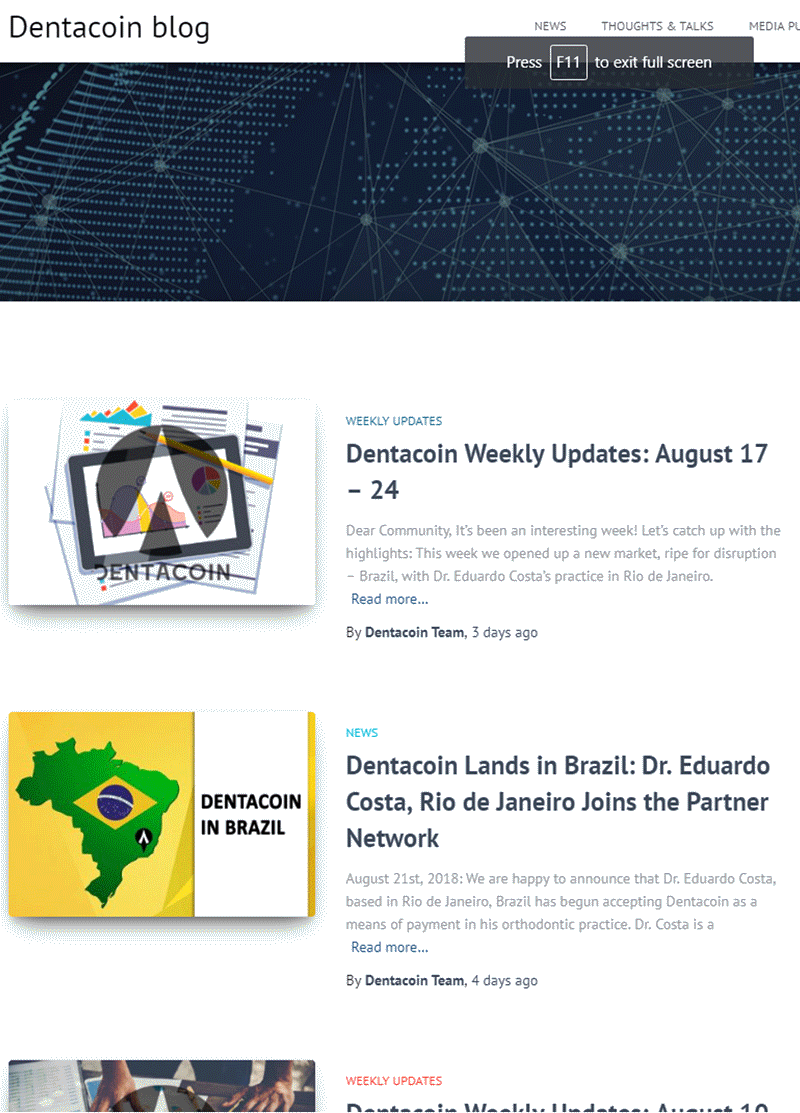 Dentacoin blog
NEWS THOUGHTS & TALKS MEDIA PU
Press F11 to exit full screen
DENTACOIN
WEEKLY UPDATES
Dentacoin Weekly Updates: August 17
– 24
Dear Community, It's been an interesting week! Let's catch up with the
highlights: This week we opened up a new market, ripe for disruption
– Brazil, with Dr. Eduardo Costa's practice in Rio de Janeiro.
Read more...
By Dentacoin Team, 3 days ago
DENTACOIN
IN BRAZIL
NEWS
Dentacoin Lands in Brazil: Dr. Eduardo
Costa, Rio de Janeiro Joins the Partner
Network
August 21st, 2018: We are happy to announce that Dr. Eduardo Costa,
based in Rio de Janeiro, Brazil has begun accepting Dentacoin as a
means of payment in his orthodontic practice. Dr. Costa is a
Read more...
By Dentacoin Team, 4 days ago
WEEKLY UPDATES
Dentacoin Weekly Updates: August 10